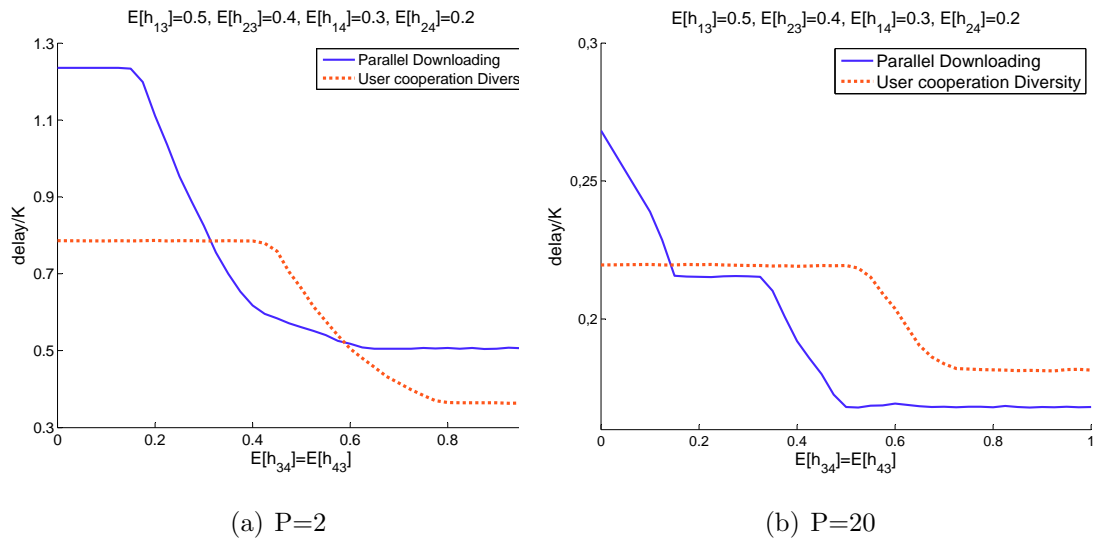 E[h13]=0.5, E[h23]=0.4, E[h14]=0.3, E[h24]=0.2
1.3
1.1
0.9
0.7
0.5
0.3
delay/K
0
0.2
0.4
0.6
0.8
E[h34]=E[h43]
Parallel Downloading
User cooperation Divers
(a) P=2
E[h13]=0.5, E[h23]=0.4, E[h14]=0.3, E[h24]=0.2
0,3
0,25
0,2
delay/K
0
0.2
0.4
0.6
0.8
1
E[h34]=E[h43]
Parallel Downloading
User cooperation Diversity
(b) P=20